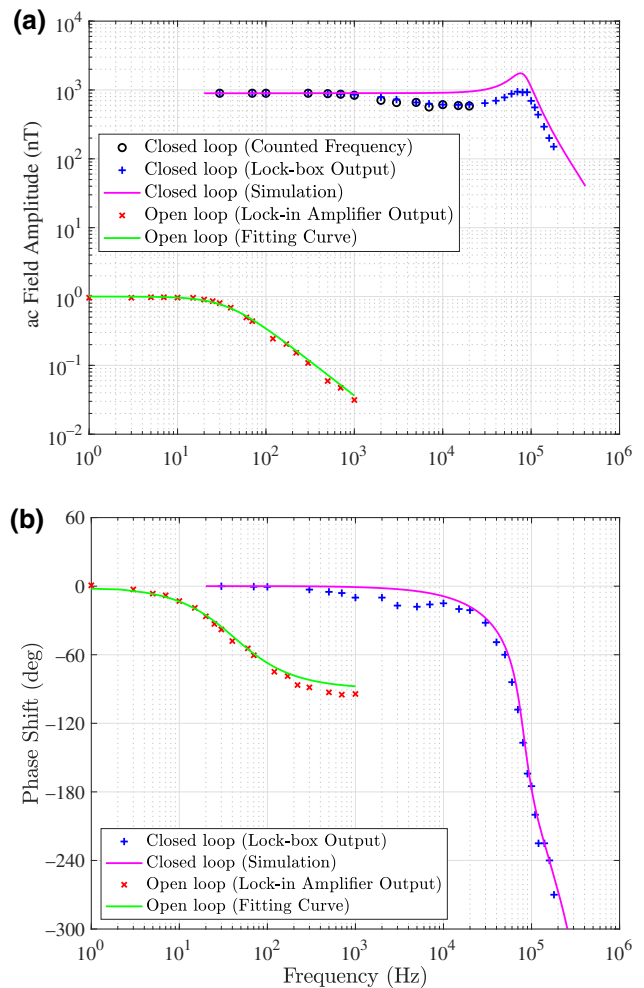 (a)
10^4
10^3
10^2
10^1
10^0
10^-1
10^-2
ac Field Amplitude (nT)
Closed loop (Counted Frequency)
Closed loop (Lock-box Output)
Closed loop (Simulation)
Open loop (Lock-in Amplifier Output)
Open loop (Fitting Curve)
10^0 10^1 10^2 10^3 10^4 10^5 10^6
(b)
60
0
-60
-120
-180
-240
-300
Phase Shift (deg)
Closed loop (Lock-box Output)
Closed loop (Simulation)
Open loop (Lock-in Amplifier Output)
Open loop (Fitting Curve)
10^0 10^1 10^2 10^3 10^4 10^5 10^6
Frequency (Hz)